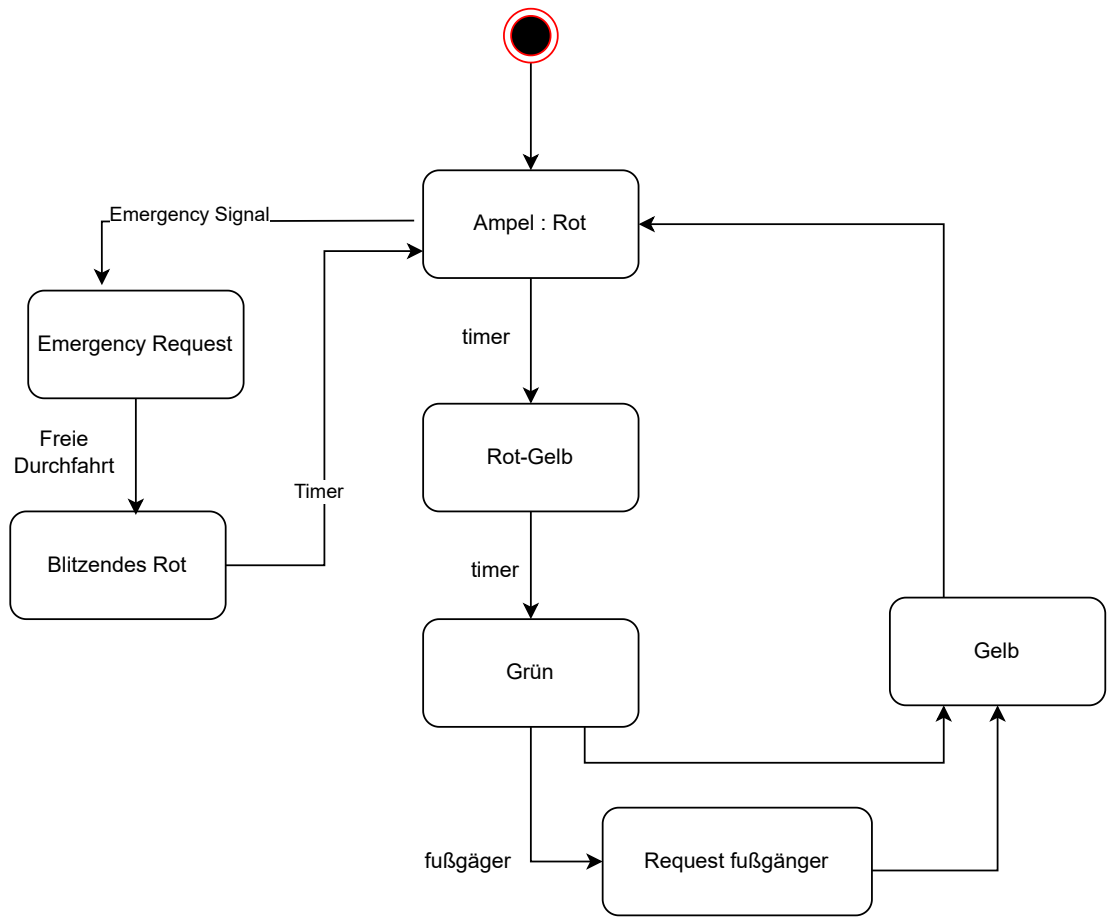 Ampel : Rot
Emergency Signal
Emergency Request
timer
Freie
Durchfahrt
Rot-Gelb
Timer
Blitzendes Rot
timer
Grün
Gelb
fußgäger
Request fußgänger